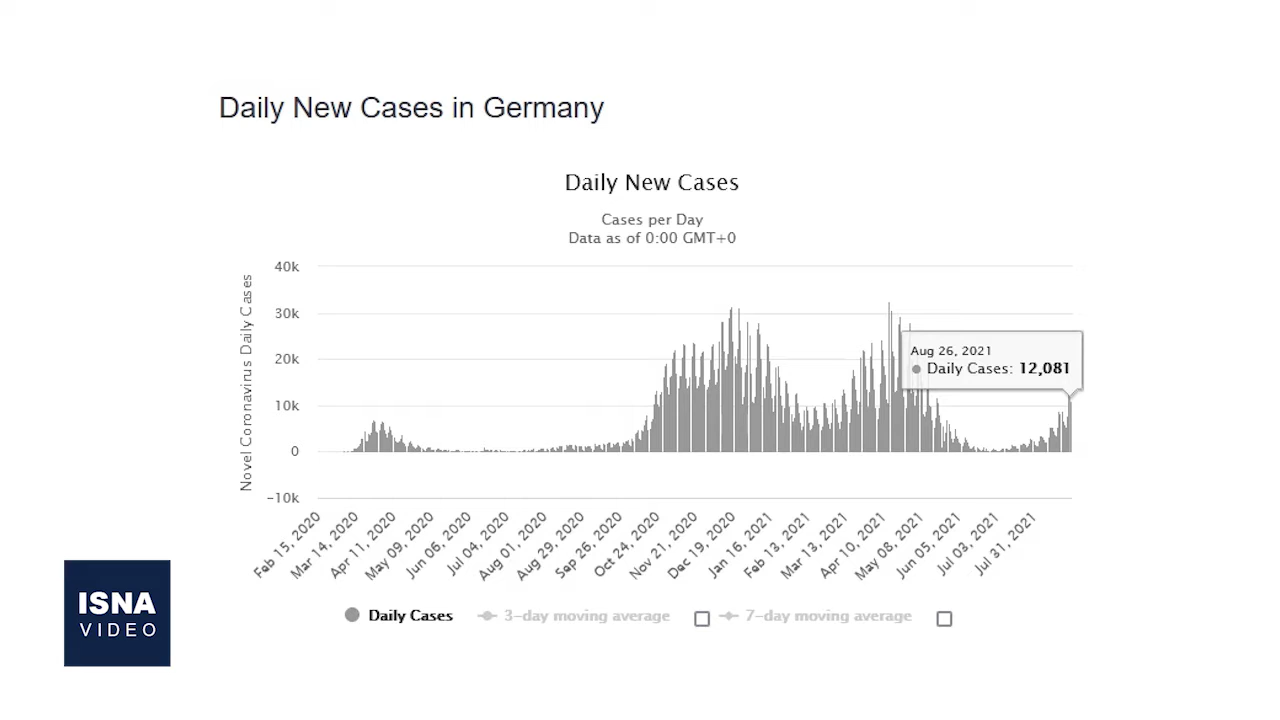 Daily New Cases in Germany
Daily New Cases
Cases per Day
Data as of 0:00 GMT+0
Novel Coronavirus Daily Cases
40k
30k
20k
10k
0
-10k
Aug 26, 2021
Daily Cases: 12,081
Feb 15, 2020
Mar 14, 2020
Apr 11, 2020
May 09, 2020
Jun 06, 2020
Jul 04, 2020
Aug 01, 2020
Aug 29, 2020
Sep 26, 2020
Oct 24, 2020
Nov 21, 2020
Dec 19, 2020
Jan 16, 2021
Feb 13, 2021
Mar 13, 2021
Apr 10, 2021
May 08, 2021
Jun 05, 2021
Jul 03, 2021
Jul 31, 2021
Daily Cases 3-day moving average 7-day moving average
ISNA
VIDEO